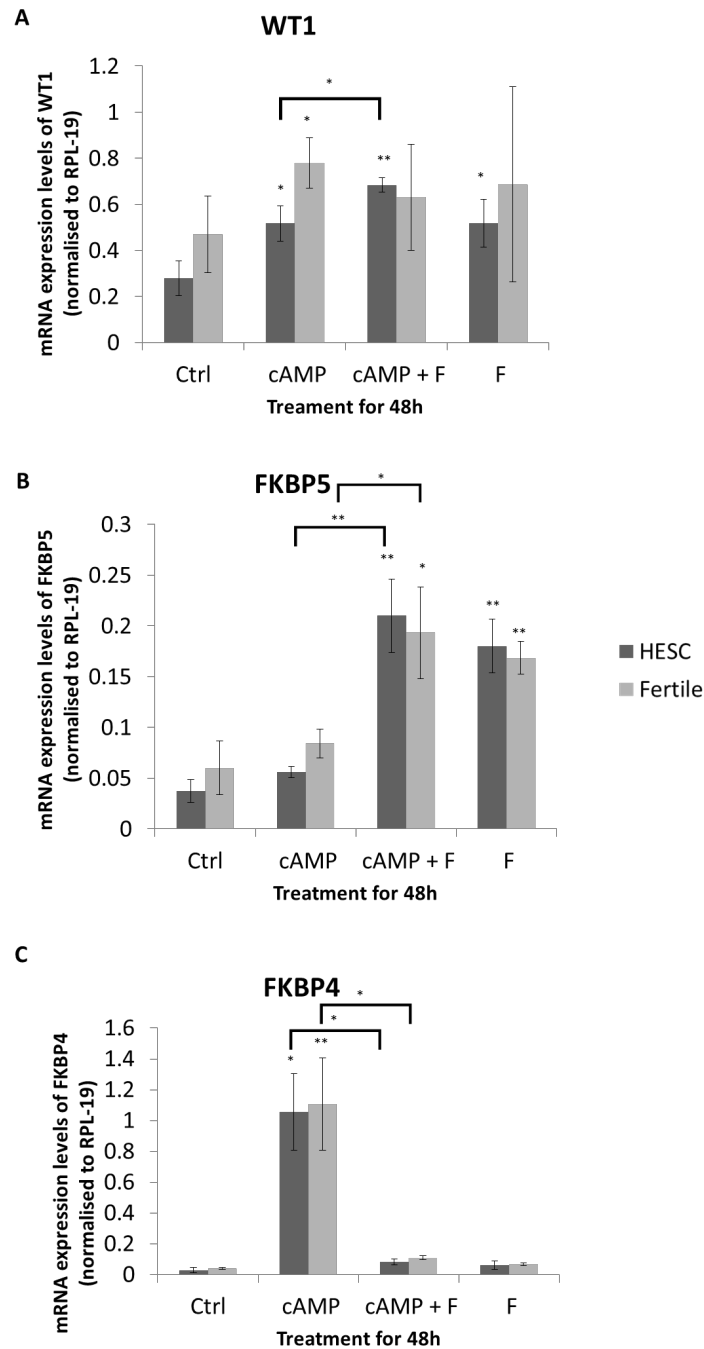 A
WT1
mRNA expression levels of WT1
(normalised to RPL-19)
1.2
1
0.8
0.6
0.4
0.2
0
*
*
*
**
*
Ctrl
cAMP
cAMP + F
F
Treament for 48h
B
FKBP5
mRNA expression levels of FKBP5
(normalised to RPL-19)
0.3
0.25
0.2
0.15
0.1
0.05
0
*
**
**
*
**
**
Ctrl
cAMP
cAMP + F
F
Treatment for 48h
HESC
Fertile
C
FKBP4
mRNA expression levels of FKBP4
(normalised to RPL-19)
1.6
1.4
1.2
1
0.8
0.6
0.4
0.2
0
*
*
*
**
Ctrl
cAMP
cAMP + F
F
Treatment for 48h